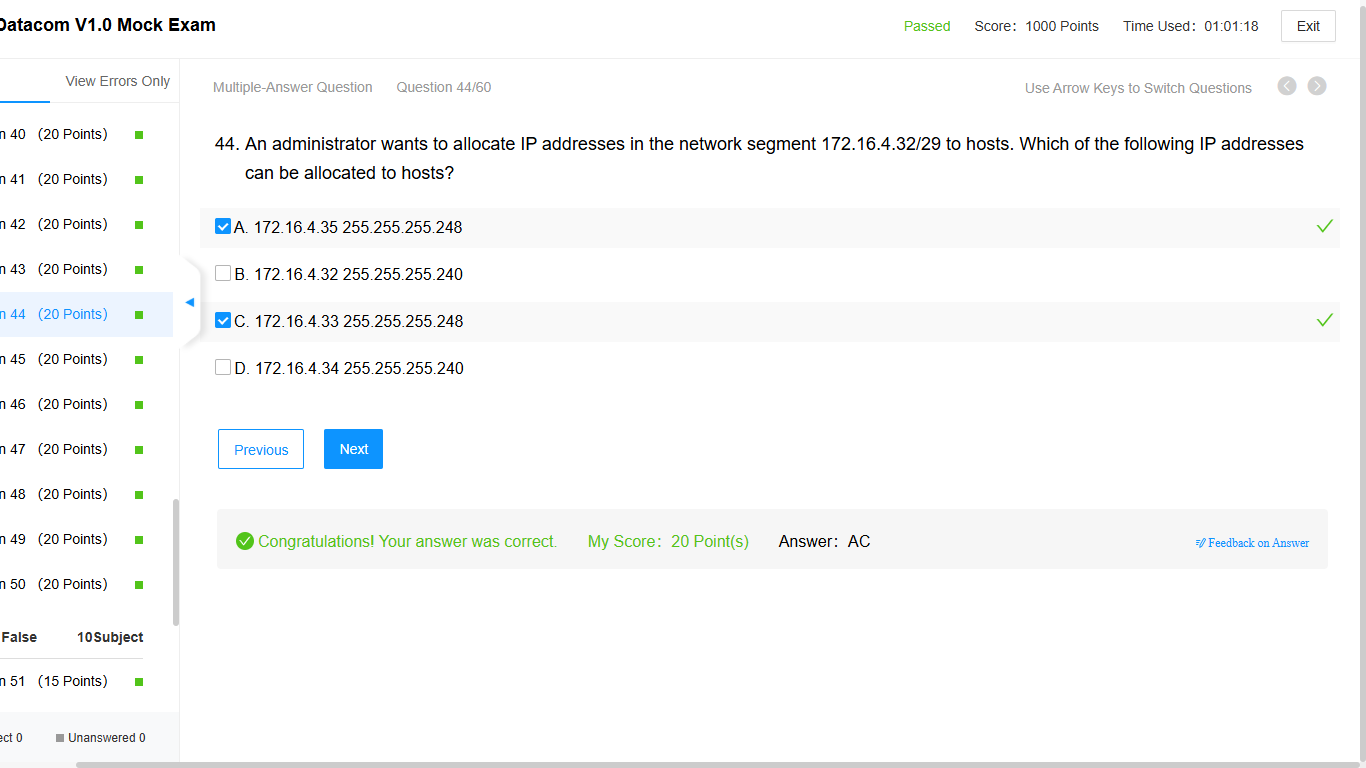 Datacom V1.0 Mock Exam
Passed Score: 1000 Points Time Used: 01:01:18 Exit
View Errors Only
Multiple-Answer Question Question 44/60 Use Arrow Keys to Switch Questions
n 40 (20 Points)
n 41 (20 Points)
n 42 (20 Points)
n 43 (20 Points)
n 44 (20 Points)
n 45 (20 Points)
n 46 (20 Points)
n 47 (20 Points)
n 48 (20 Points)
n 49 (20 Points)
n 50 (20 Points)
False 10Subject
n 51 (15 Points)
ect 0 Unanswered 0
44. An administrator wants to allocate IP addresses in the network segment 172.16.4.32/29 to hosts. Which of the following IP addresses
can be allocated to hosts?
A. 172.16.4.35 255.255.255.248
B. 172.16.4.32 255.255.255.240
C. 172.16.4.33 255.255.255.248
D. 172.16.4.34 255.255.255.240
Previous Next
Congratulations! Your answer was correct. My Score: 20 Point(s) Answer: AC Feedback on Answer